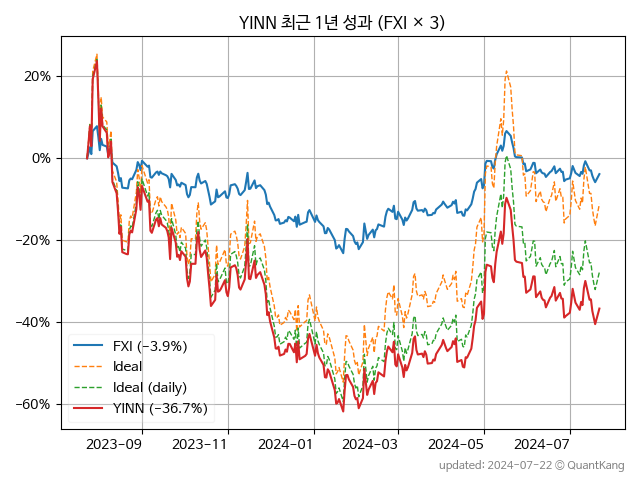 YINN 최근 1년 성과 (FXI × 3)
20%
0%
−20%
−40%
−60%
FXI (−3.9%)
Ideal
Ideal (daily)
YINN (−36.7%)
2023−09
2023−11
2024−01
2024−03
2024−05
2024−07
updated: 2024−07−22 © QuantKang